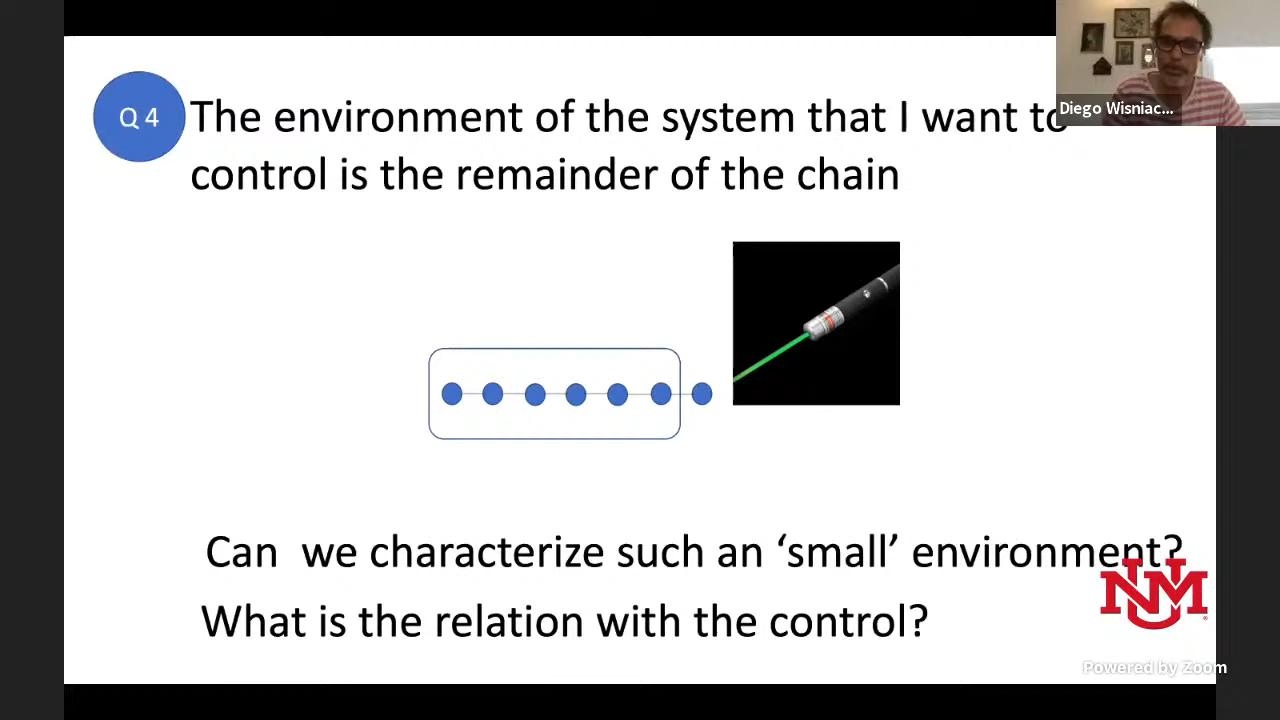 Q 4
The environment of the system that I want to
control is the remainder of the chain
Diego Wisniac...
Can we characterize such an ‘small’ environment?
What is the relation with the control?
NM
Powered by Zoom